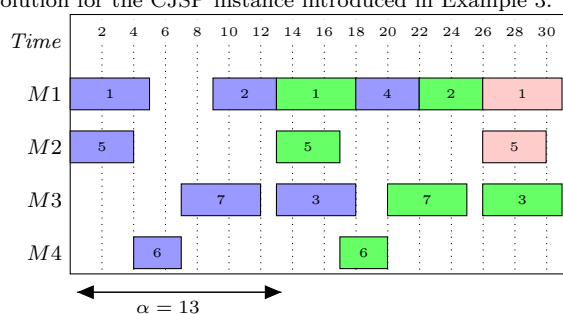 olution for the CJSP instance introduced in Example 3.
Time 2 4 6 8 10 12 14 16 18 20 22 24 26 28 30
M1 1 2 1 4 2 1
M2 5 5 5
M3 7 3 7 3
M4 6 6
α = 13